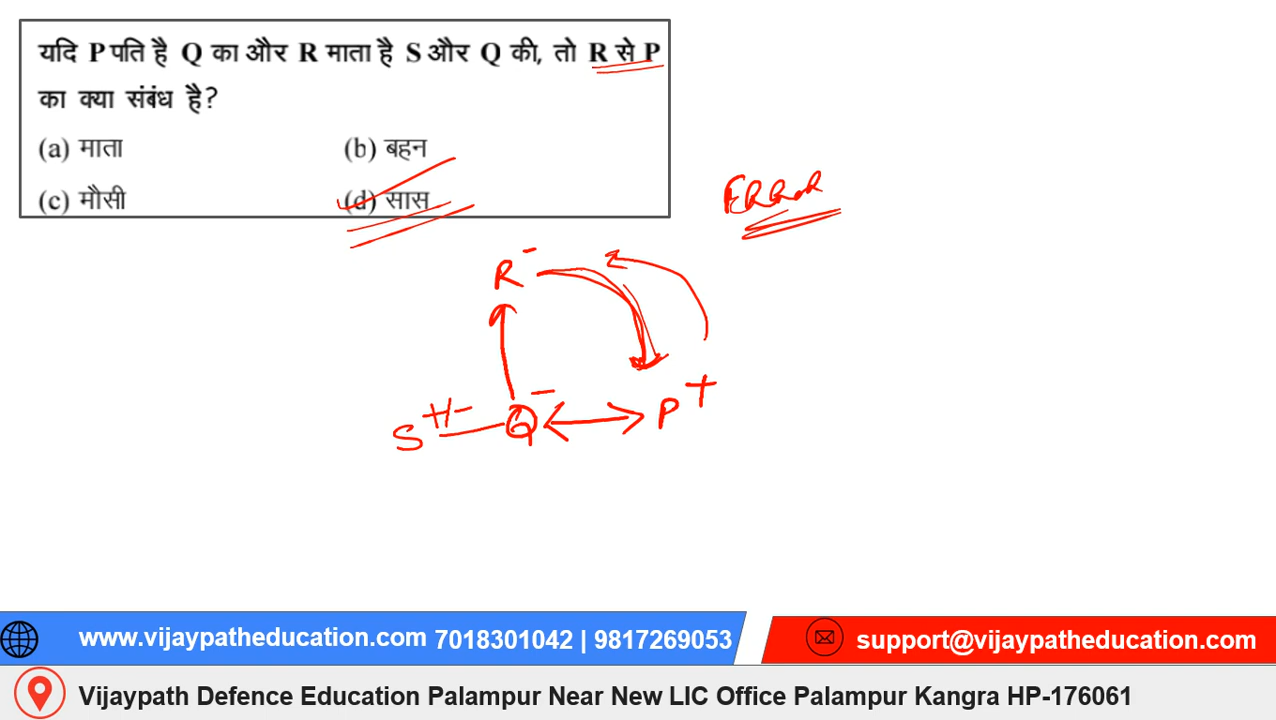 यदि P पति है Q का और R माता है S और Q की, तो R से P
का क्या संबंध है?
(a) माता (b) बहन
(c) मौसी (d) सास
ERROR
R -
S +/- Q - P +
www.vijaypatheducation.com 7018301042 | 9817269053 support@vijaypatheducation.com
Vijaypath Defence Education Palampur Near New LIC Office Palampur Kangra HP-176061